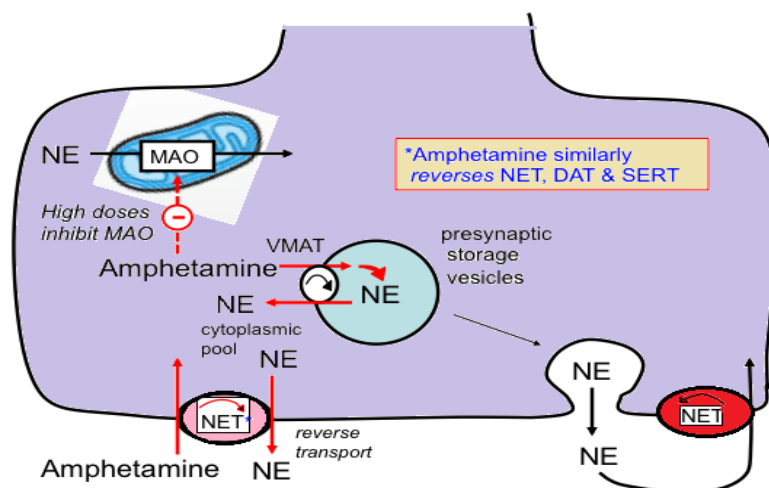 NE
MAO
*Amphetamine similarly
reverses NET, DAT & SERT
High doses
inhibit MAO
−
VMAT
presynaptic
storage
vesicles
Amphetamine
NE
NE
cytoplasmic
pool
NE
NE
NET*
NET
reverse
transport
Amphetamine
NE
NE